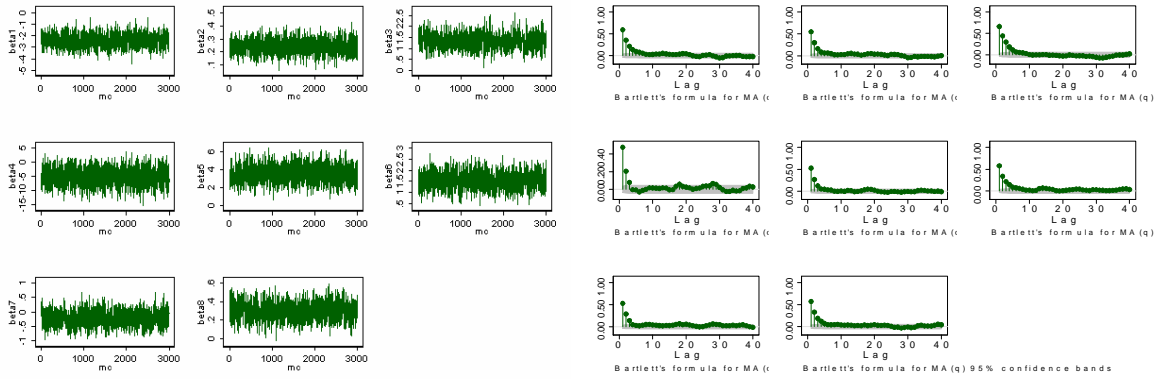 beta1
-5 -4 -3 -2 -1 0
0 1000 2000 3000
mc
beta2
.1 .2 .3 .4 .5
0 1000 2000 3000
mc
beta3
0 .5 1 1.5 2 2.5
0 1000 2000 3000
mc
0.00 0.50 1.00
0 10 20 30 40
Lag
Bartlett's formula for MA(
0.00 0.50 1.00
0 10 20 30 40
Lag
Bartlett's formula for MA(
0.00 0.50 1.00
0 10 20 30 40
Lag
Bartlett's formula for MA(q)
beta4
-15 -10 -5 0 5
0 1000 2000 3000
mc
beta5
0 2 4 6
0 1000 2000 3000
mc
beta6
.5 1 1.5 2 2.5 3
0 1000 2000 3000
mc
0.00 0.20 0.40
0 10 20 30 40
Lag
Bartlett's formula for MA(
0.00 0.50 1.00
0 10 20 30 40
Lag
Bartlett's formula for MA(
0.00 0.50 1.00
0 10 20 30 40
Lag
Bartlett's formula for MA(q)
beta7
-1 -.5 0 .5 1
0 1000 2000 3000
mc
beta8
0 .2 .4 .6
0 1000 2000 3000
mc
0.00 0.50 1.00
0 10 20 30 40
Lag
Bartlett's formula for MA(
0.00 0.50 1.00
0 10 20 30 40
Lag
Bartlett's formula for MA(q) 95% confidence bands